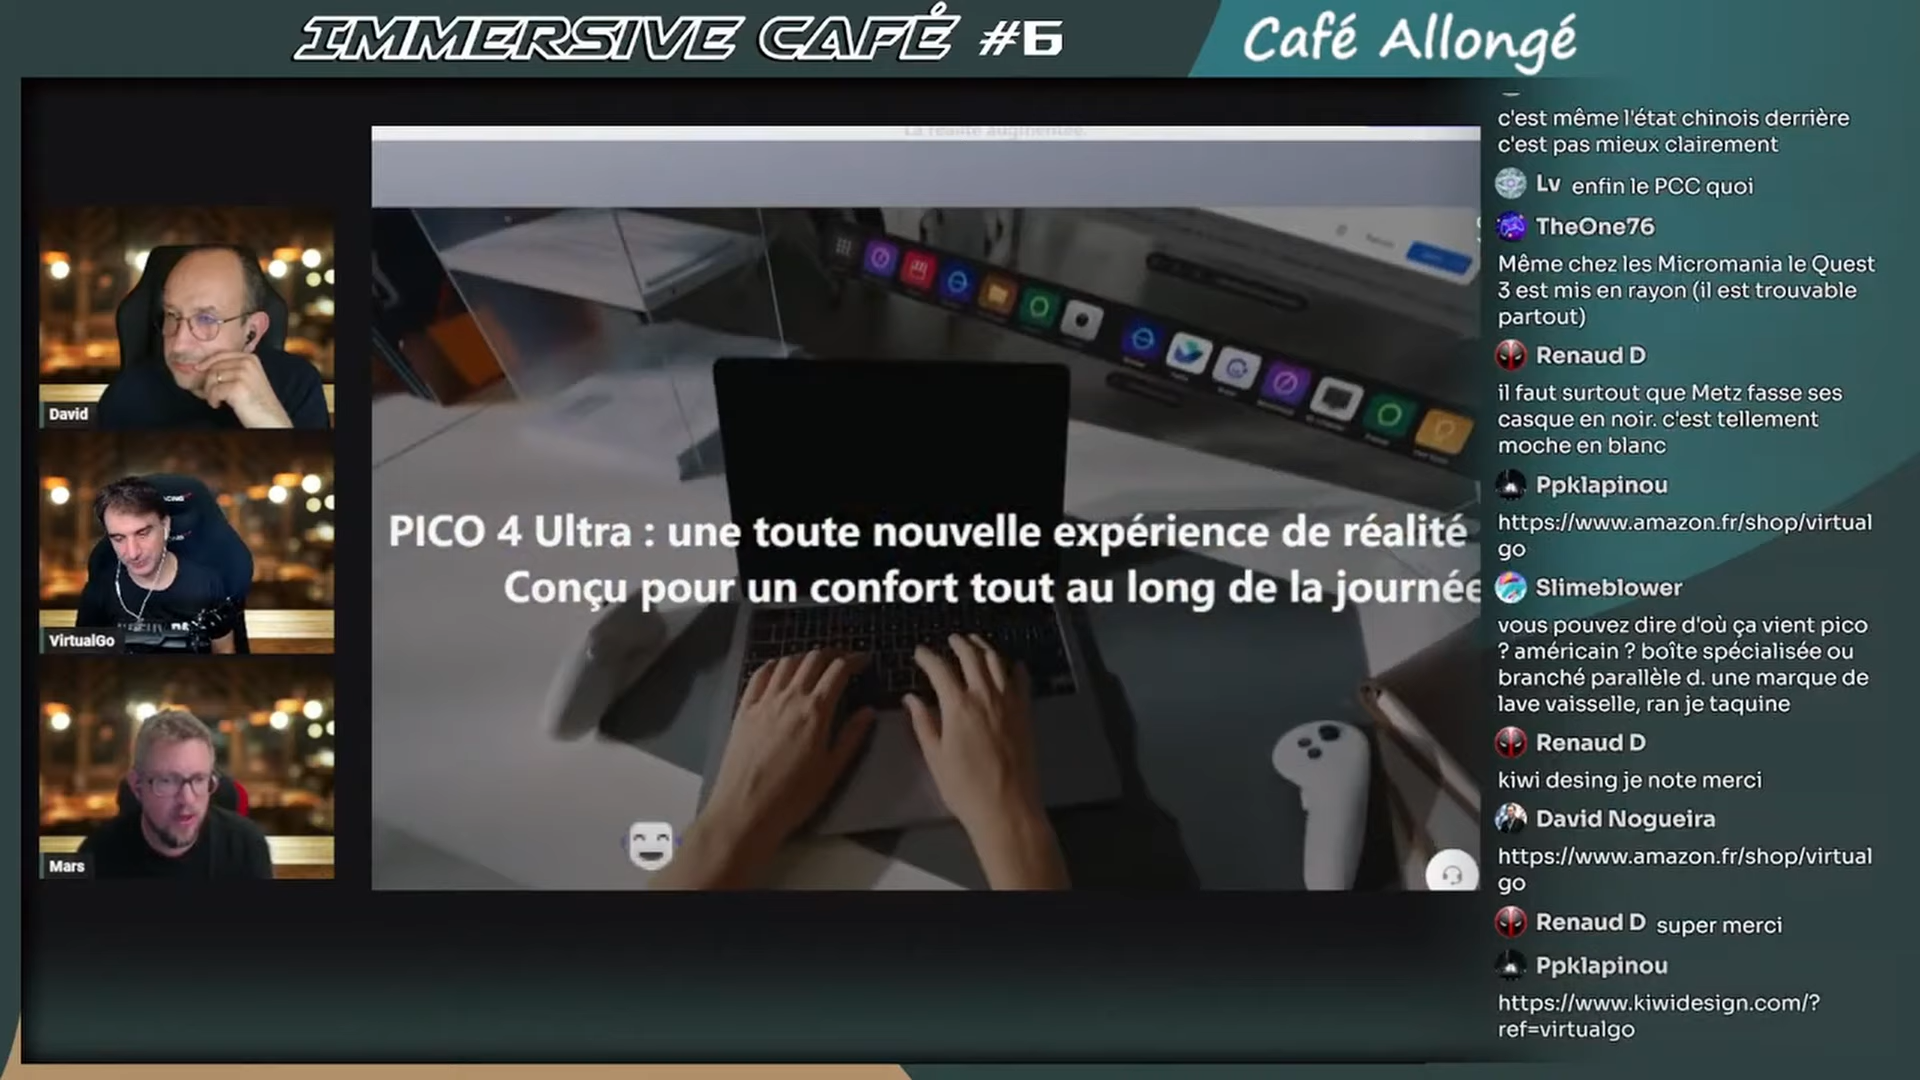 IMMERSIVE CAFÉ #6
Café Allongé
La réalité augmentée.
PICO 4 Ultra : une toute nouvelle expérience de réalité
Conçu pour un confort tout au long de la journée
David
VirtualGo
Mars
c'est même l'état chinois derrière
c'est pas mieux clairement
Lv enfin le PCC quoi
TheOne76
Même chez les Micromania le Quest
3 est mis en rayon (il est trouvable
partout)
Renaud D
il faut surtout que Metz fasse ses
casque en noir. c'est tellement
moche en blanc
Ppklapinou
https://www.amazon.fr/shop/virtual
go
Slimeblower
vous pouvez dire d'où ça vient pico
? américain ? boîte spécialisée ou
branché parallèle d. une marque de
lave vaisselle, ran je taquine
Renaud D
kiwi desing je note merci
David Nogueira
https://www.amazon.fr/shop/virtual
go
Renaud D super merci
Ppklapinou
https://www.kiwidesign.com/?
ref=virtualgo